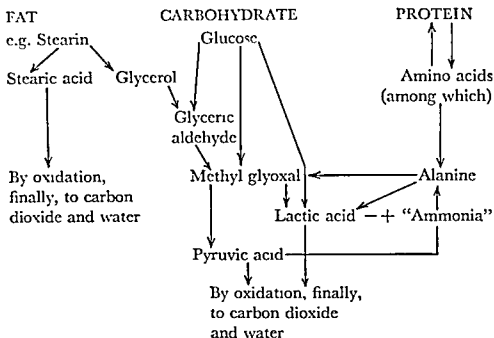 FAT
CARBOHYDRATE
PROTEIN
e.g. Stearin
Glucose
Stearic acid
Glycerol
Amino acids
(among which)
Glyceric
aldehyde
By oxidation,
finally, to carbon
dioxide and water
Methyl glyoxal
Alanine
Lactic acid –+ “Ammonia”
Pyruvic acid
By oxidation, finally,
to carbon dioxide
and water